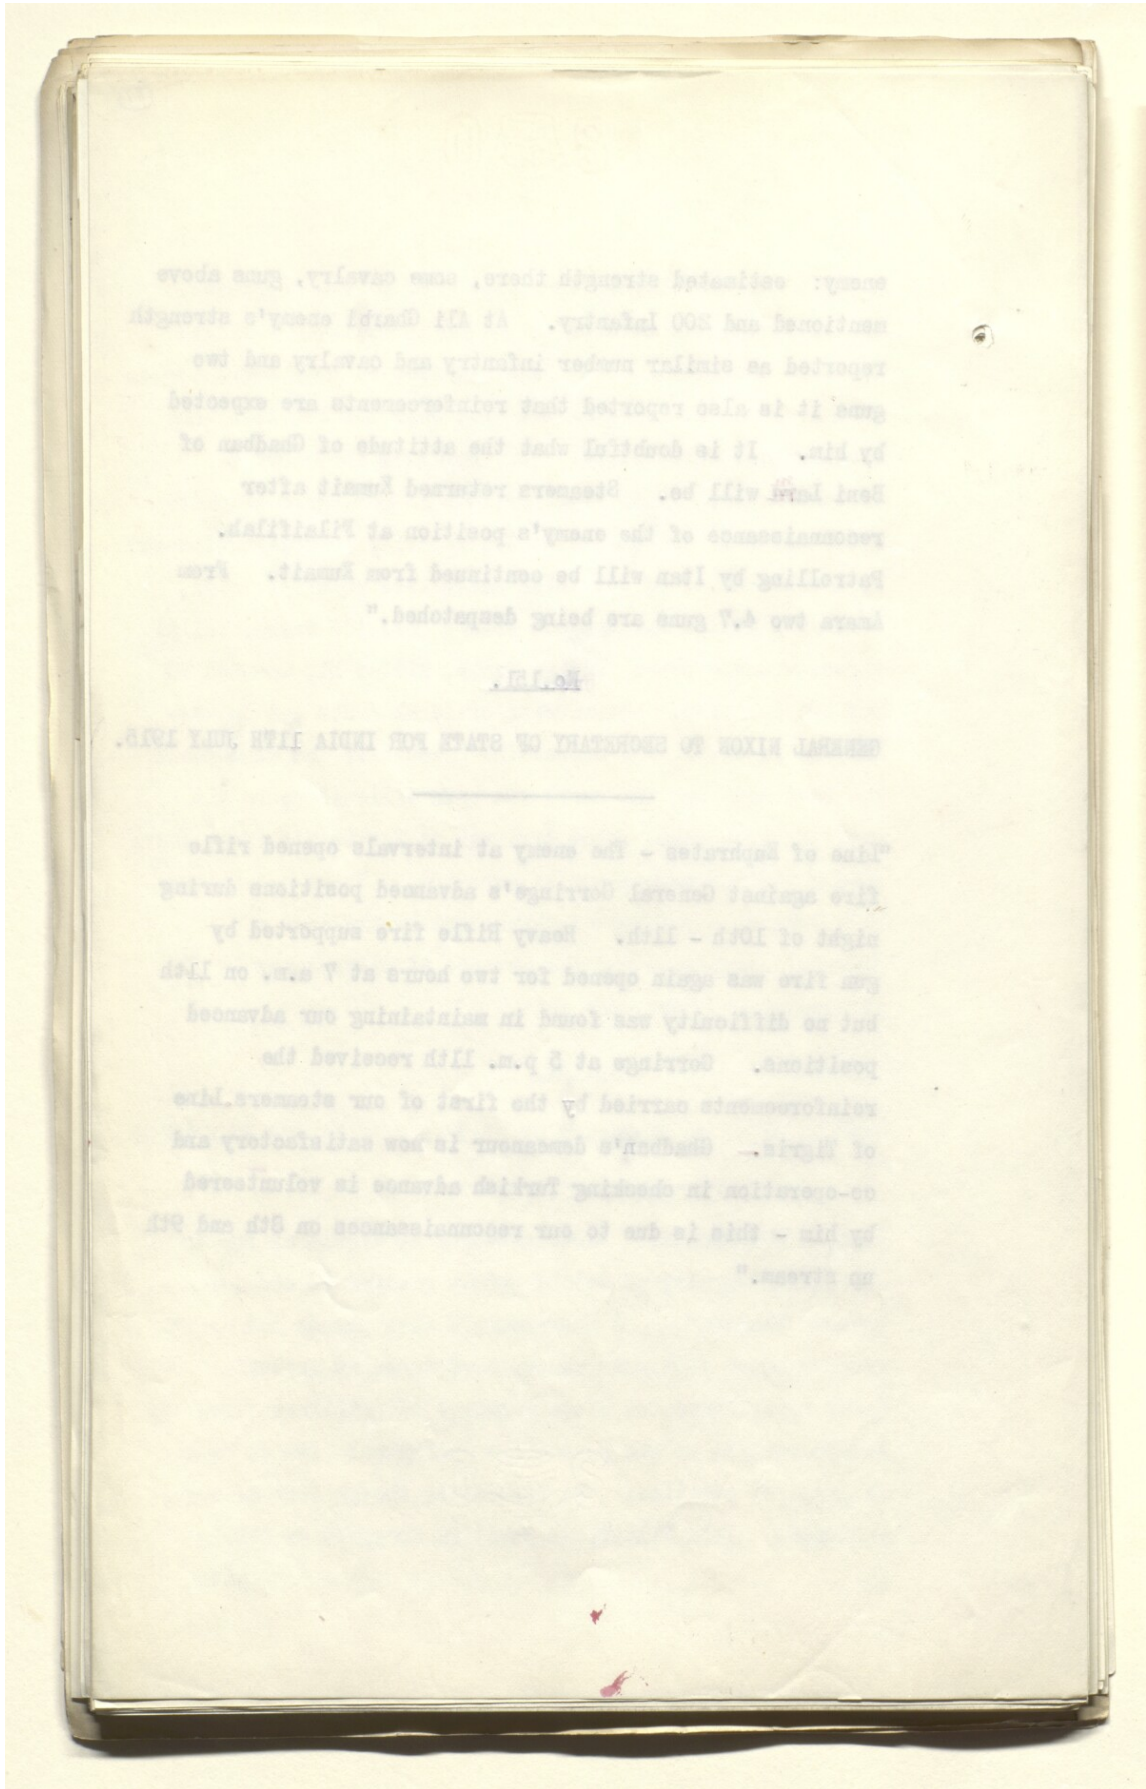 enemy: estimated strength there, some cavalry, guns above
mentioned and 200 Infantry. At Ali Gharbi enemy's strength
reported as similar number infantry and cavalry and two
guns it is also reported that reinforcements are expected
by him. It is doubtful what the attitude of Ghadban of
Beni will be. Steamers returned Kumait after
reconnaissance of the enemy's position at Filaifilah.
Patrolling by Itan will be continued from Kumait. From
Amara two 4.7 guns are being despatched."
No.151.
GENERAL NIXON TO SECRETARY OF STATE FOR INDIA 11TH JULY 1915.
"Line of Euphrates - The enemy at intervals opened rifle
fire against General Gorringe's advanced positions during
night of 10th - 11th. Heavy Rifle fire supported by
gun fire was again opened for two hours at 7 a.m. on 11th
but no difficulty was found in maintaining our advanced
positions. Gorringe at 5 p.m. 11th received the
reinforcements carried by the first of our steamers. Line
of Tigris.- Ghadban's demeanour is now satisfactory and
co-operation in checking Turkish advance is volunteered
by him - this is due to our reconnaissances on 8th and 9th
up stream."